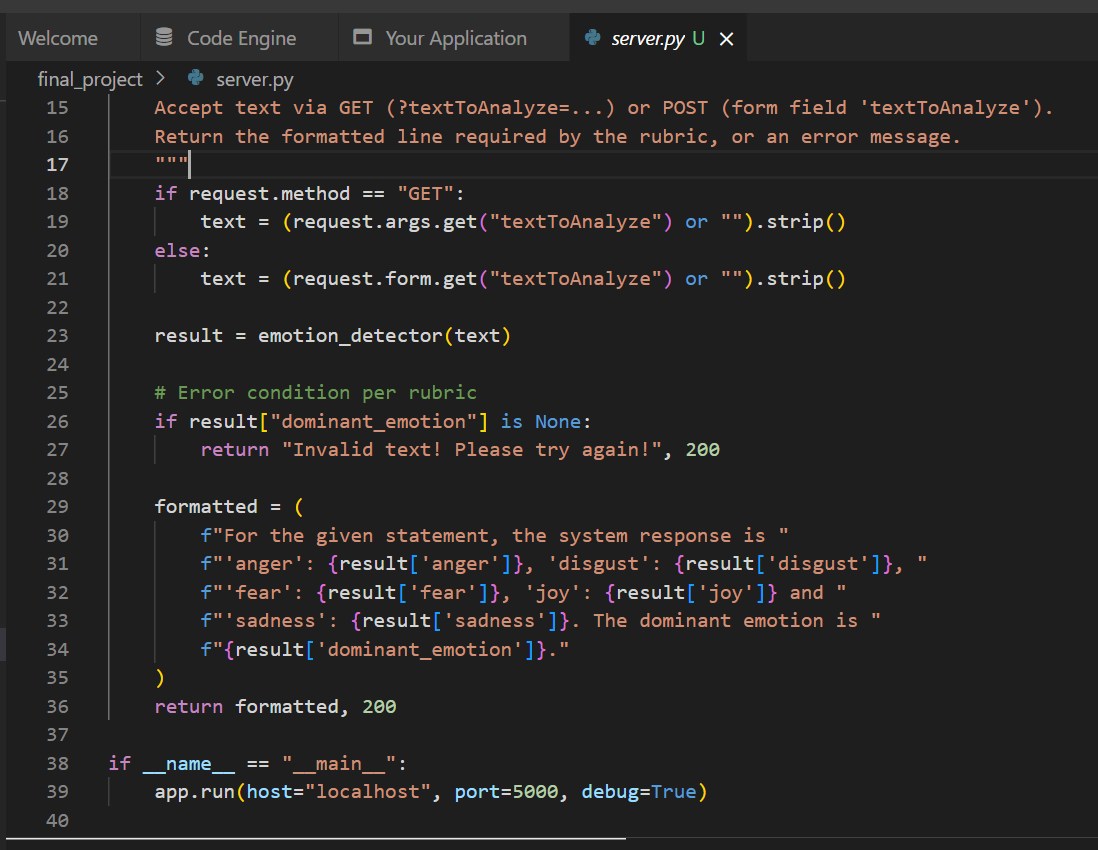 Welcome Code Engine Your Application server.py U
final_project > server.py
15 Accept text via GET (?textToAnalyze=...) or POST (form field 'textToAnalyze').
16 Return the formatted line required by the rubric, or an error message.
17 """
18 if request.method == "GET":
19 text = (request.args.get("textToAnalyze") or "").strip()
20 else:
21 text = (request.form.get("textToAnalyze") or "").strip()
22
23 result = emotion_detector(text)
24
25 # Error condition per rubric
26 if result["dominant_emotion"] is None:
27 return "Invalid text! Please try again!", 200
28
29 formatted = (
30 f"For the given statement, the system response is "
31 f"'anger': {result['anger']}, 'disgust': {result['disgust']}, "
32 f"'fear': {result['fear']}, 'joy': {result['joy']} and "
33 f"'sadness': {result['sadness']}. The dominant emotion is "
34 f"{result['dominant_emotion']}."
35 )
36 return formatted, 200
37
38 if __name__ == "__main__":
39 app.run(host="localhost", port=5000, debug=True)
40